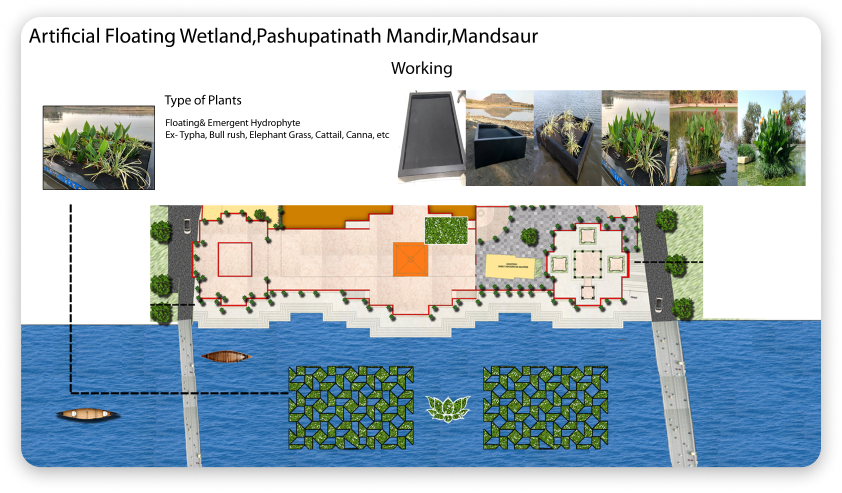 Artificial Floating Wetland,Pashupatinath Mandir,Mandsaur
Working
Type of Plants
Floating& Emergent Hydrophyte
Ex- Typha, Bull rush, Elephant Grass, Cattail, Canna, etc